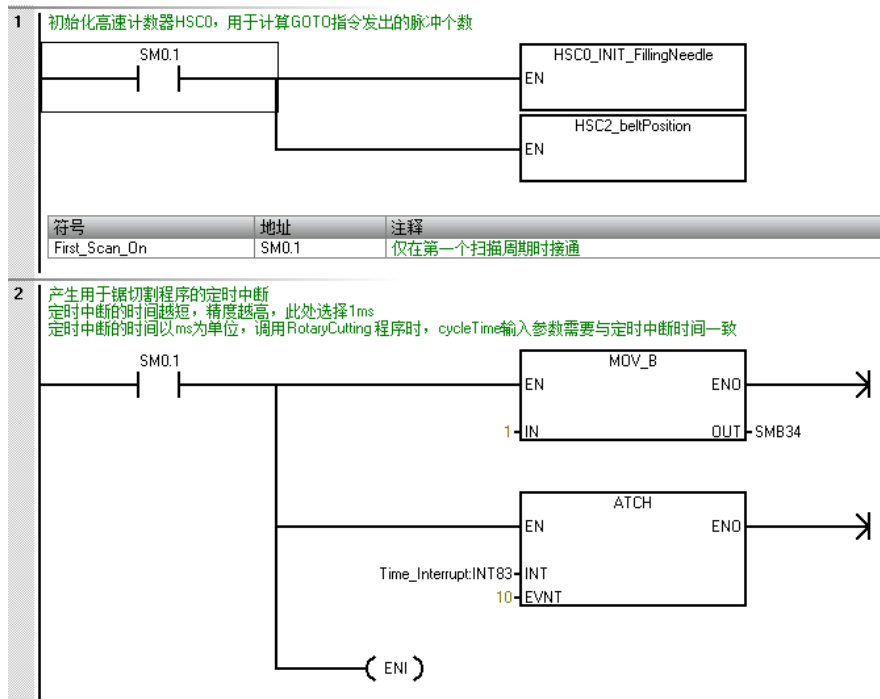 1
初始化高速计数器HSC0，用于计算GOTO指令发出的脉冲个数
SM0.1
HSC0_INIT_FillingNeedle
EN
HSC2_beltPosition
EN
符号 地址 注释
First_Scan_On SM0.1 仅在第一个扫描周期时接通
2
产生用于锯切割程序的定时中断
定时中断的时间越短，精度越高，此处选择1ms
定时中断的时间以ms为单位，调用RotaryCutting 程序时，cycleTime输入参数需要与定时中断时间一致
SM0.1
MOV_B
EN ENO
1 IN OUT SMB34
ATCH
EN ENO
Time_Interrupt:INT83 INT
10 EVNT
ENI